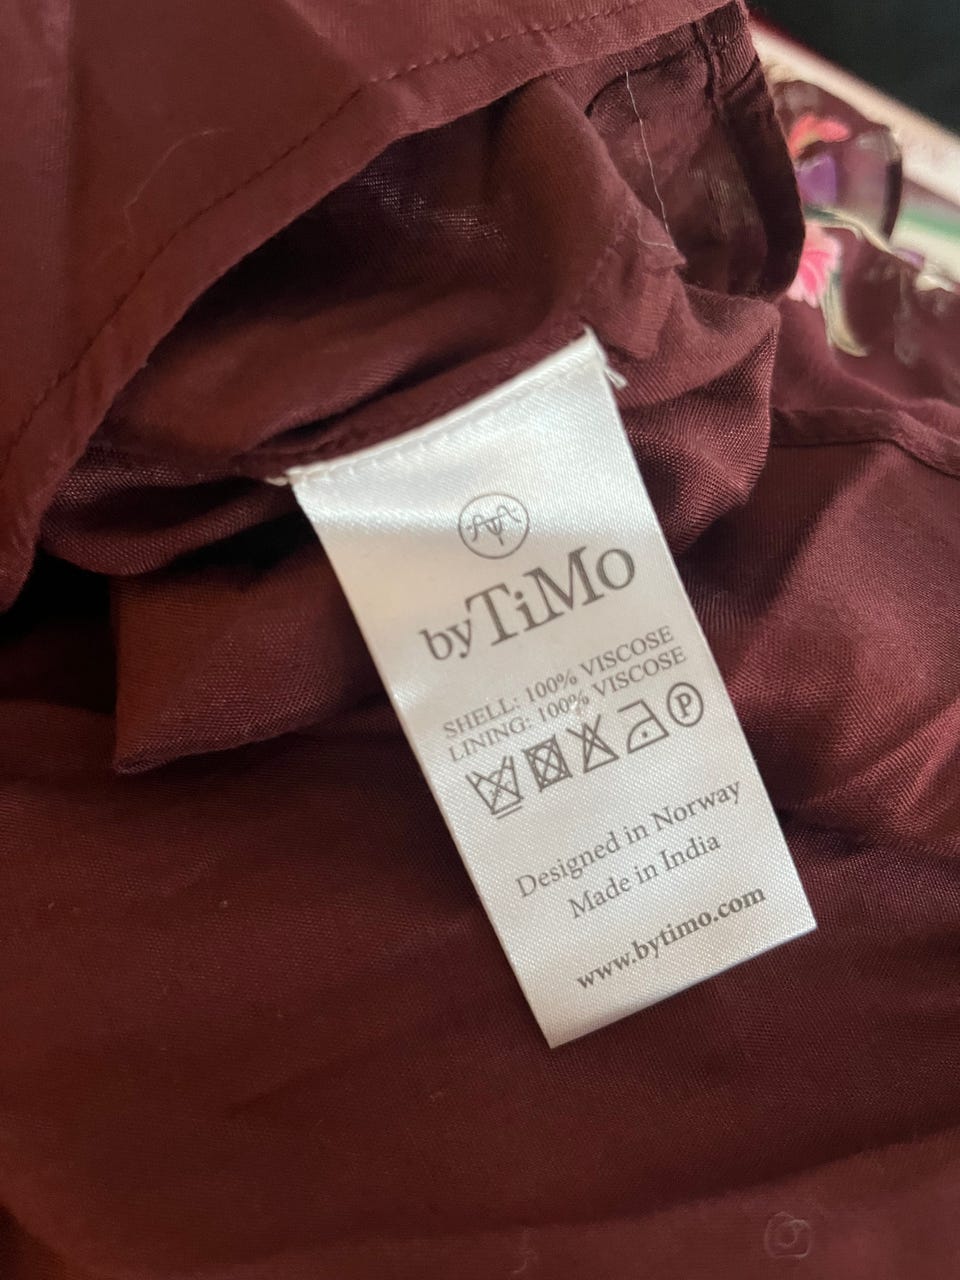 byTiMo
SHELL: 100% VISCOSE
LINING: 100% VISCOSE
P
Designed in Norway
Made in India
www.bytimo.com